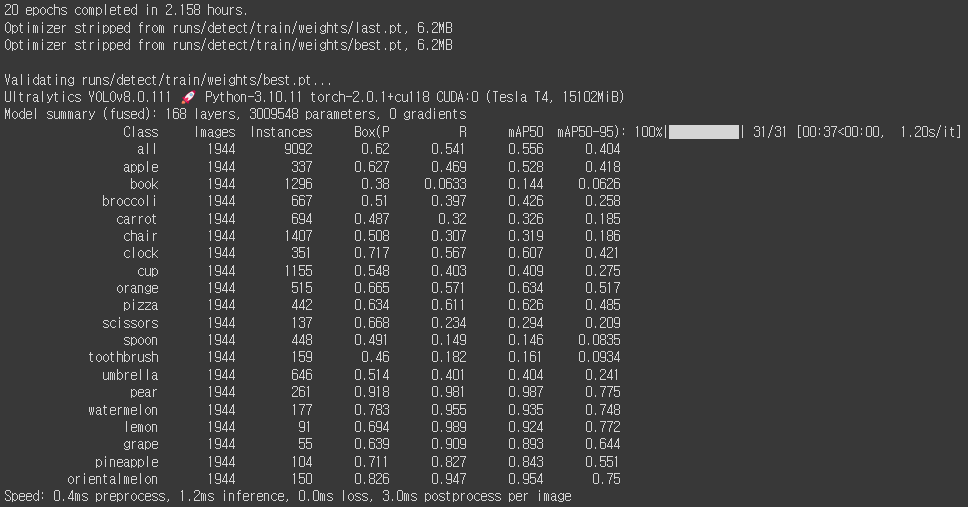 20 epochs completed in 2.158 hours.
Optimizer stripped from runs/detect/train/weights/last.pt, 6.2MB
Optimizer stripped from runs/detect/train/weights/best.pt, 6.2MB
Validating runs/detect/train/weights/best.pt...
Ultralytics YOLOv8.0.111 🚀 Python-3.10.11 torch-2.0.1+cu118 CUDA:0 (Tesla T4, 15102MiB)
Model summary (fused): 168 layers, 3009548 parameters, 0 gradients
Class Images Instances Box(P R mAP50 mAP50-95): 100%|██████████| 31/31 [00:37<00:00, 1.20s/it]
all 1944 9092 0.62 0.541 0.556 0.404
apple 1944 337 0.627 0.469 0.528 0.418
book 1944 1296 0.38 0.0633 0.144 0.0626
broccoli 1944 667 0.51 0.397 0.426 0.258
carrot 1944 694 0.487 0.32 0.326 0.185
chair 1944 1407 0.508 0.307 0.319 0.186
clock 1944 351 0.717 0.567 0.607 0.421
cup 1944 1155 0.548 0.403 0.409 0.275
orange 1944 515 0.665 0.571 0.634 0.517
pizza 1944 442 0.634 0.611 0.626 0.485
scissors 1944 137 0.668 0.234 0.294 0.209
spoon 1944 448 0.491 0.149 0.146 0.0835
toothbrush 1944 159 0.46 0.182 0.161 0.0934
umbrella 1944 646 0.514 0.401 0.404 0.241
pear 1944 261 0.918 0.981 0.987 0.775
watermelon 1944 177 0.783 0.955 0.935 0.748
lemon 1944 91 0.694 0.989 0.924 0.772
grape 1944 55 0.639 0.909 0.893 0.644
pineapple 1944 104 0.711 0.827 0.843 0.551
orientalmelon 1944 150 0.826 0.947 0.954 0.75
Speed: 0.4ms preprocess, 1.2ms inference, 0.0ms loss, 3.0ms postprocess per image